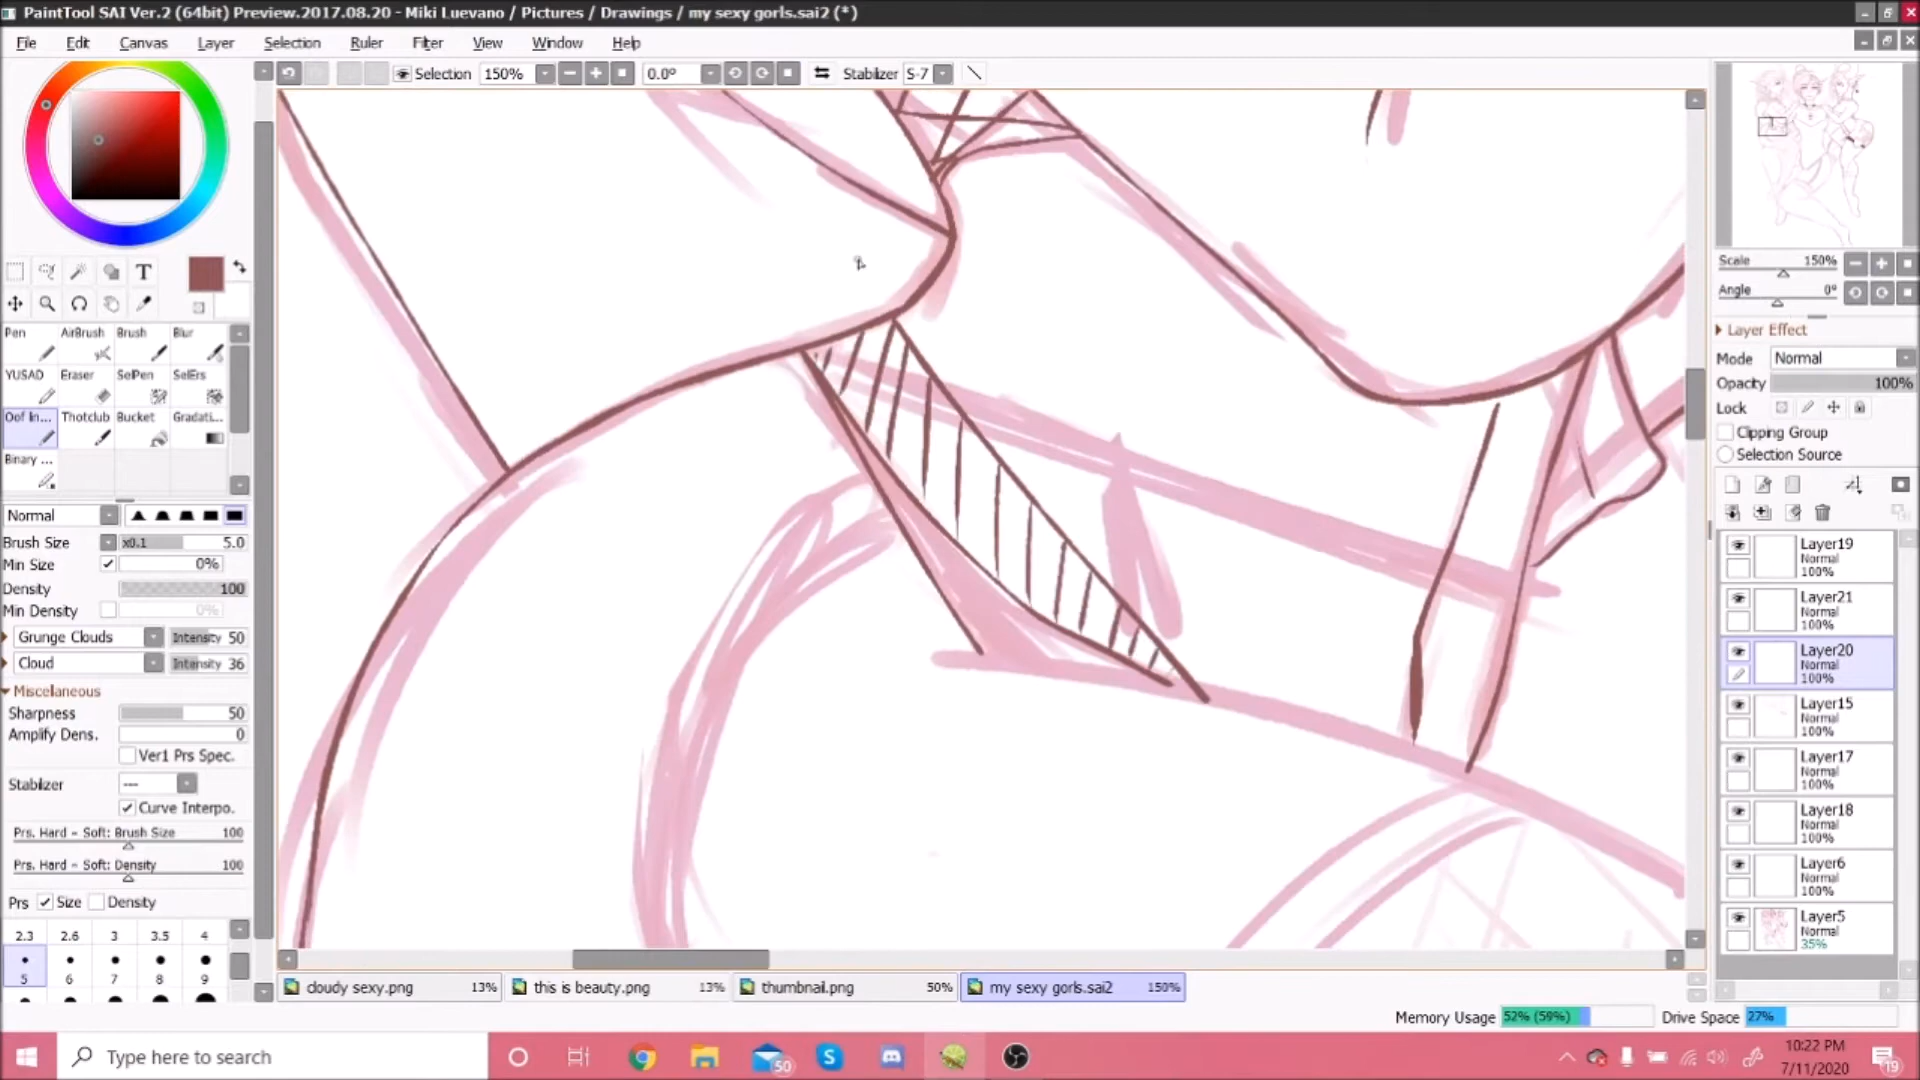 PaintTool SAI Ver.2 (64bit) Preview.2017.08.20 - Miki Luevano / Pictures / Drawings / my sexy gorls.sai2 (*)
File Edit Canvas Layer Selection Ruler Filter View Window Help
Selection 150% 0.0º Stabilizer S-7
T
Pen AirBrush Brush Blur
YUSAD Eraser SelPen SelErs
Oof In... Thotclub Bucket Gradati...
Binary ...
Normal
Brush Size x0.1 5.0
Min Size 0%
Density 100
Min Density 0%
Grunge Clouds Intensity 50
Cloud Intensity 36
Miscellaneous
Sharpness 50
Amplify Dens. 0
Ver1 Prs Spec.
Stabilizer ---
Curve Interpo.
Prs. Hard - Soft: Brush Size 100
Prs. Hard - Soft: Density 100
Prs Size Density
2.3 2.6 3 3.5 4
5 6 7 8 9
Scale 150%
Angle 0º
Layer Effect
Mode Normal
Opacity 100%
Lock
Clipping Group
Selection Source
Layer19
Normal
100%
Layer21
Normal
100%
Layer20
Normal
100%
Layer15
Normal
100%
Layer17
Normal
100%
Layer18
Normal
100%
Layer6
Normal
100%
Layer5
Normal
35%
cloudy sexy.png 13% this is beauty.png 13% thumbnail.png 50% my sexy gorls.sai2 150%
Memory Usage 52% (59%) Drive Space 27%
Type here to search
50
S
10:22 PM
7/11/2020
19